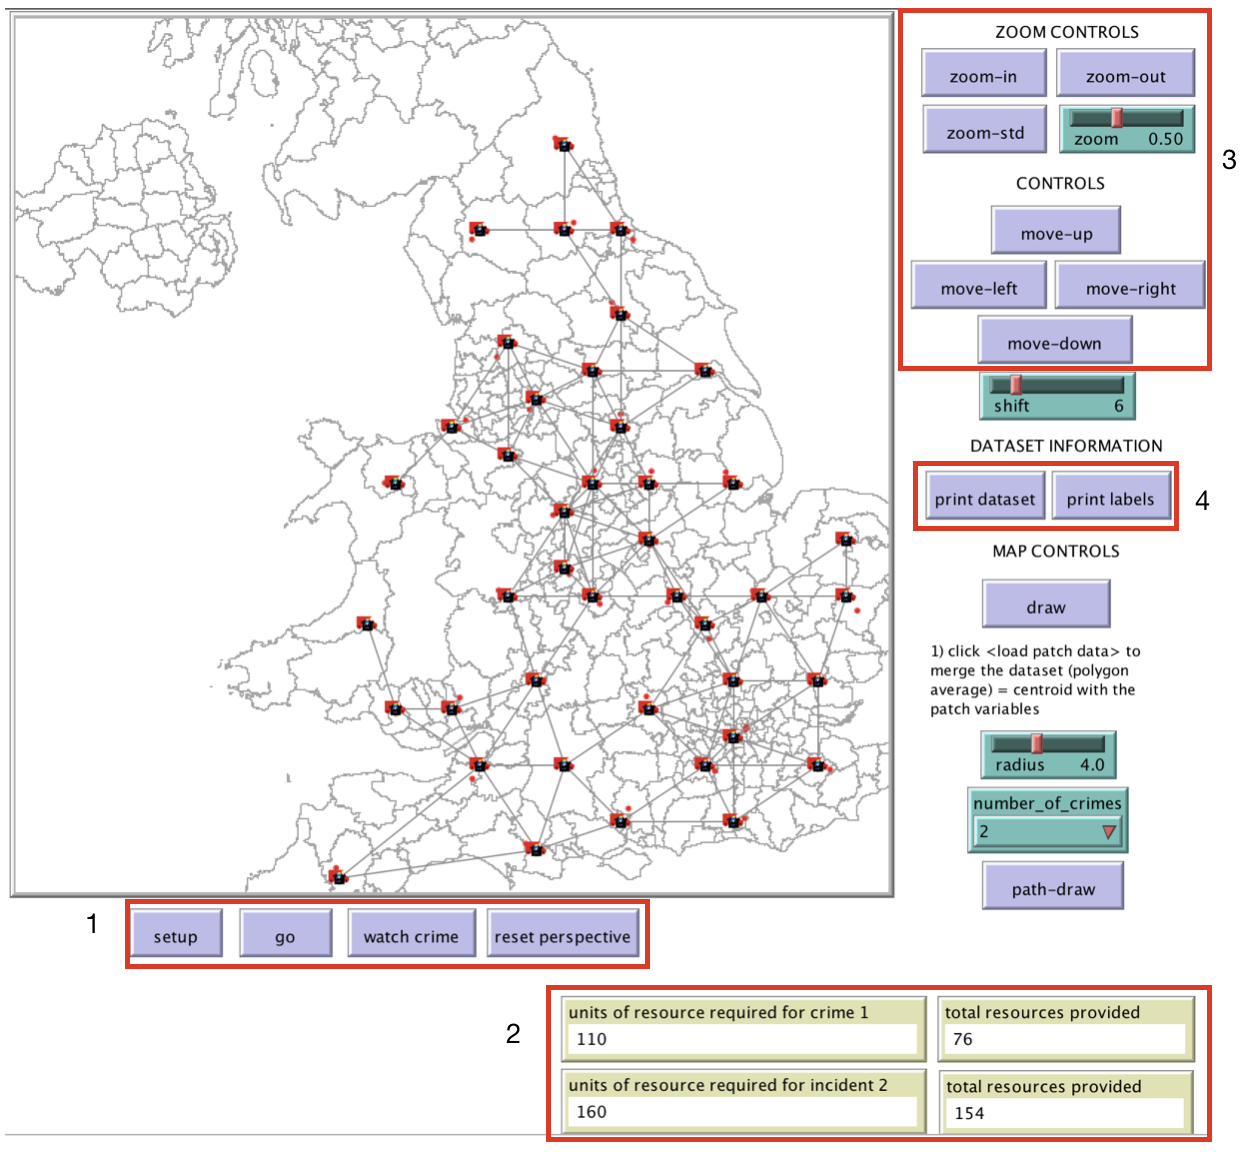 ZOOM CONTROLS
zoom-in
zoom-out
zoom-std
zoom 0.50
3
CONTROLS
move-up
move-left
move-right
move-down
shift 6
DATASET INFORMATION
print dataset
print labels
4
MAP CONTROLS
draw
1) click <load patch data> to
merge the dataset (polygon
average) = centroid with the
patch variables
radius 4.0
number_of_crimes
2
path-draw
1
setup
go
watch crime
reset perspective
2
units of resource required for crime 1
110
total resources provided
76
units of resource required for incident 2
160
total resources provided
154